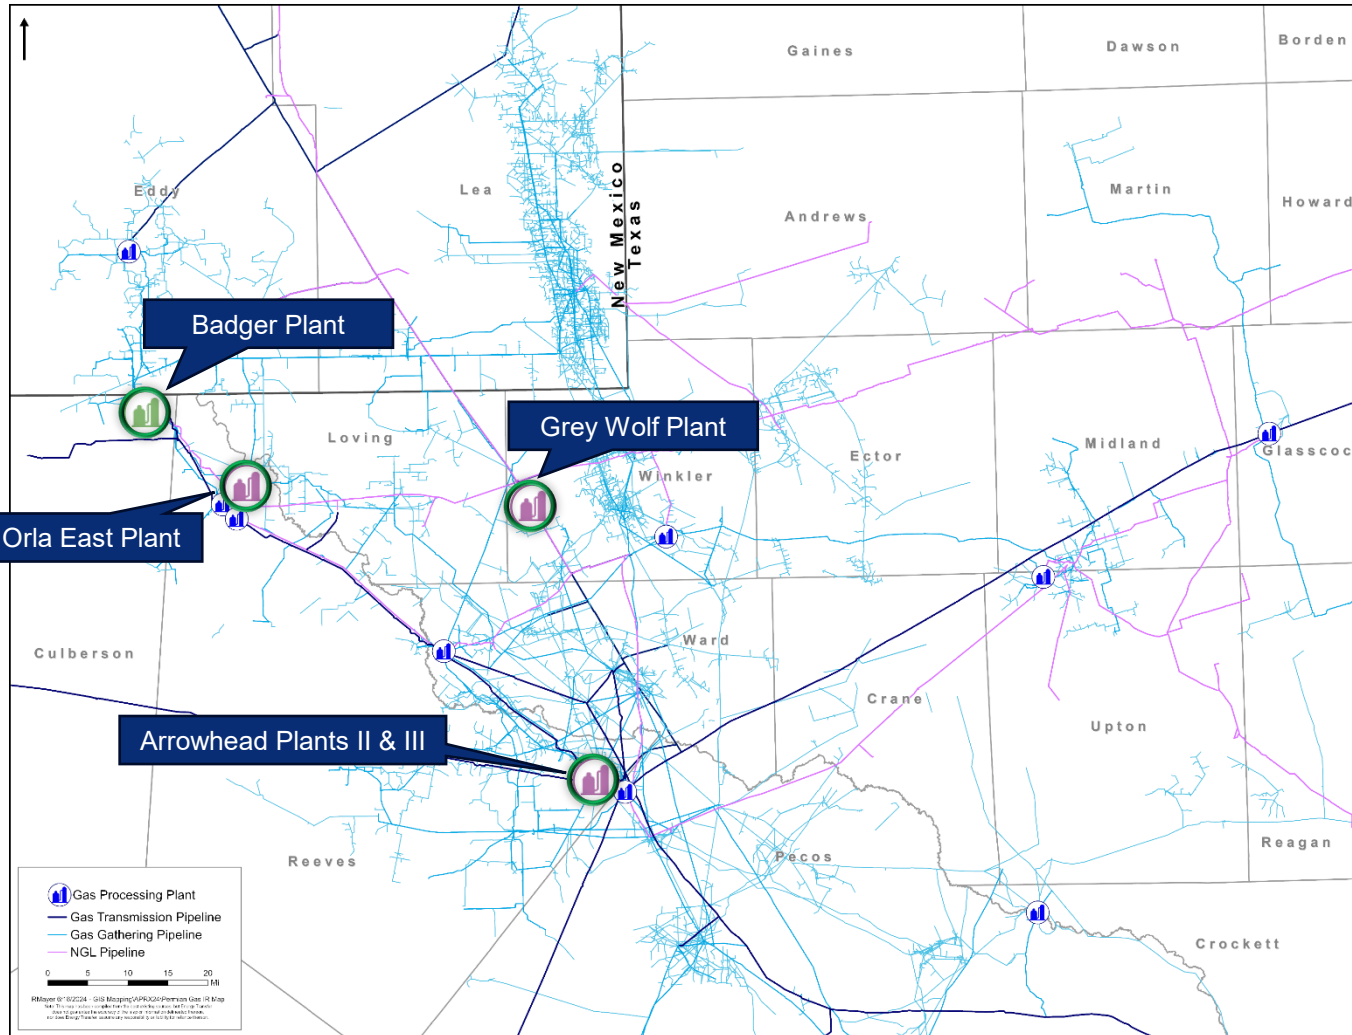 Gaines
Dawson
Borden
Eddy
Lea
New Mexico
Texas
Andrews
Martin
Howard
Badger Plant
Loving
Grey Wolf Plant
Winkler
Ector
Midland
Glasscoc
Orla East Plant
Culberson
Ward
Crane
Upton
Arrowhead Plants II & III
Reeves
Pecos
Reagan
Crockett
Gas Processing Plant
Gas Transmission Pipeline
Gas Gathering Pipeline
NGL Pipeline
0 5 10 15 20
Mi